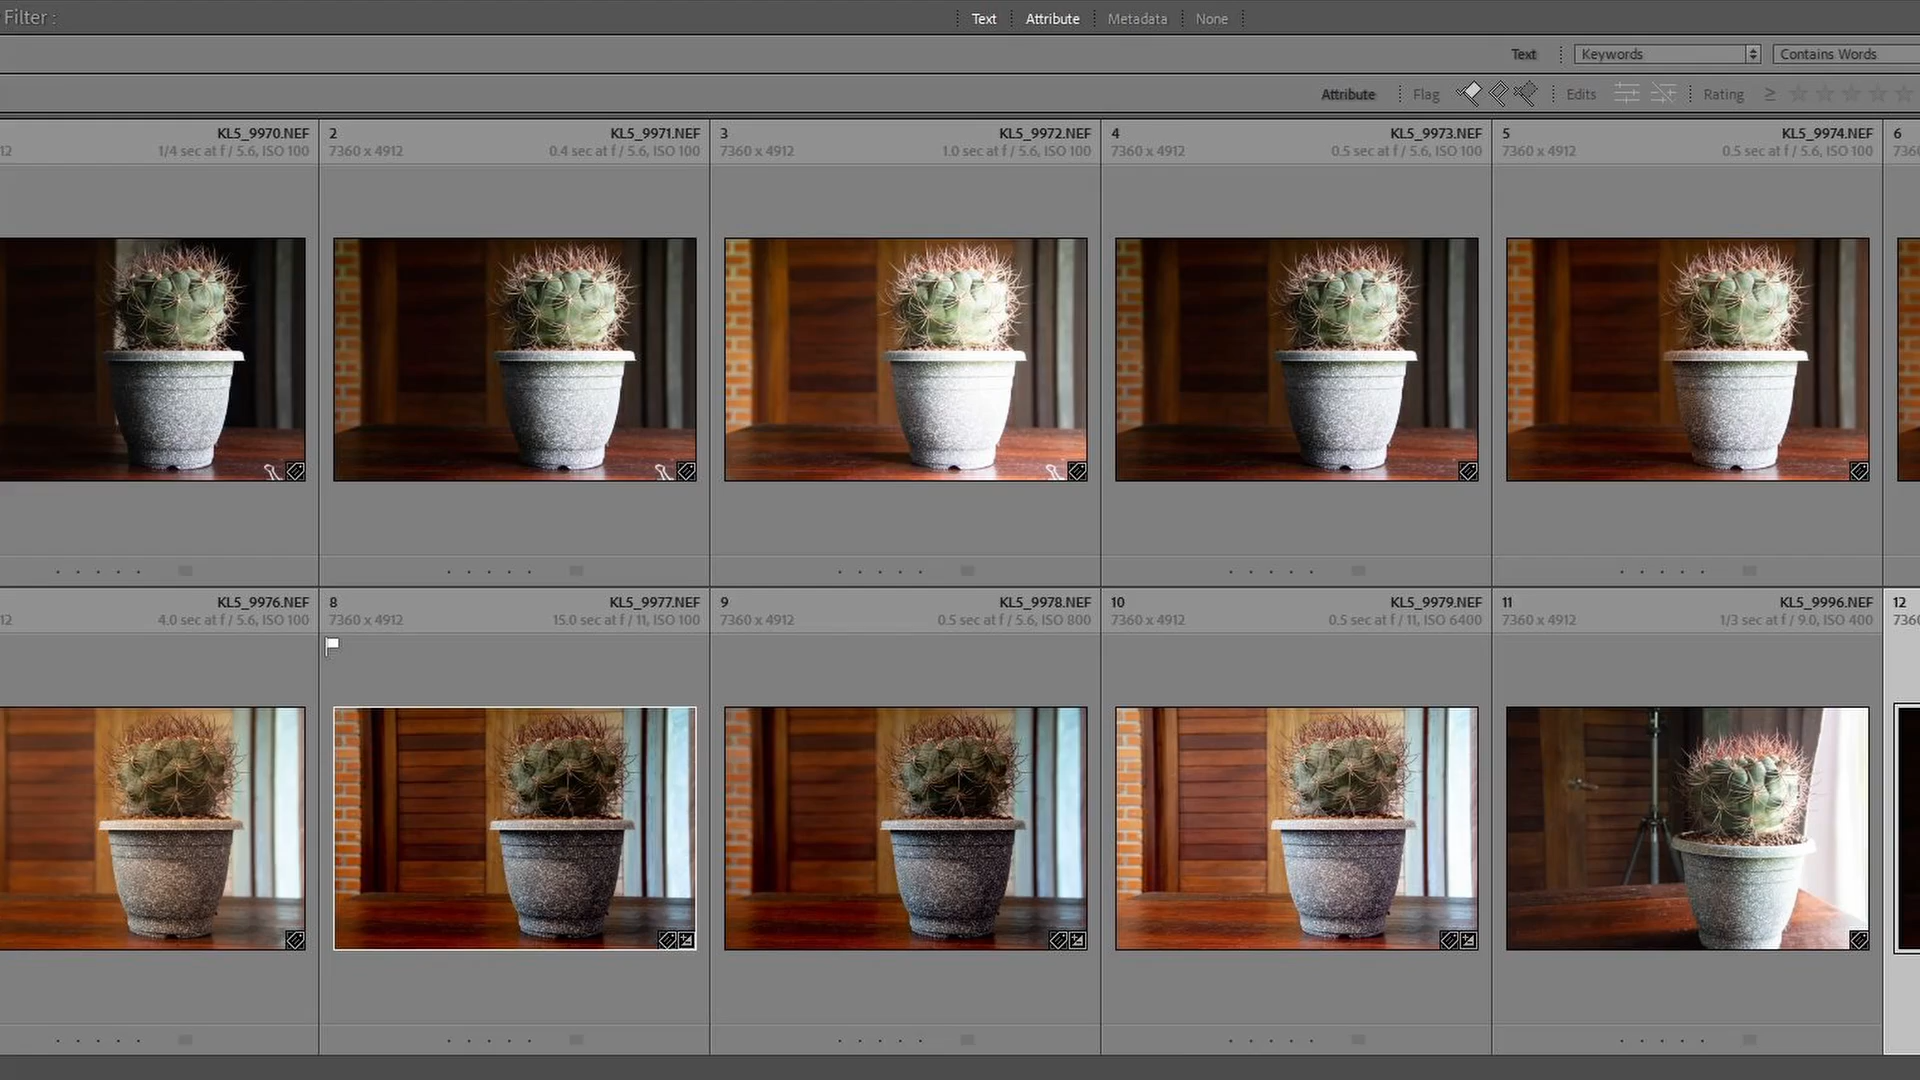 Filter :
Text Attribute Metadata None
Text Keywords Contains Words
Attribute Flag Edits Rating ≥
KL5_9970.NEF 2 KL5_9971.NEF 3 KL5_9972.NEF 4 KL5_9973.NEF 5 KL5_9974.NEF 6
12 1/4 sec at f / 5.6, ISO 100 7360 x 4912 0.4 sec at f / 5.6, ISO 100 7360 x 4912 1.0 sec at f / 5.6, ISO 100 7360 x 4912 0.5 sec at f / 5.6, ISO 100 7360 x 4912 0.5 sec at f / 5.6, ISO 100 736
KL5_9976.NEF 8 KL5_9977.NEF 9 KL5_9978.NEF 10 KL5_9979.NEF 11 KL5_9996.NEF 12
12 4.0 sec at f / 5.6, ISO 100 7360 x 4912 15.0 sec at f / 11, ISO 100 7360 x 4912 0.5 sec at f / 5.6, ISO 800 7360 x 4912 0.5 sec at f / 11, ISO 6400 7360 x 4912 1/3 sec at f / 9.0, ISO 400 736